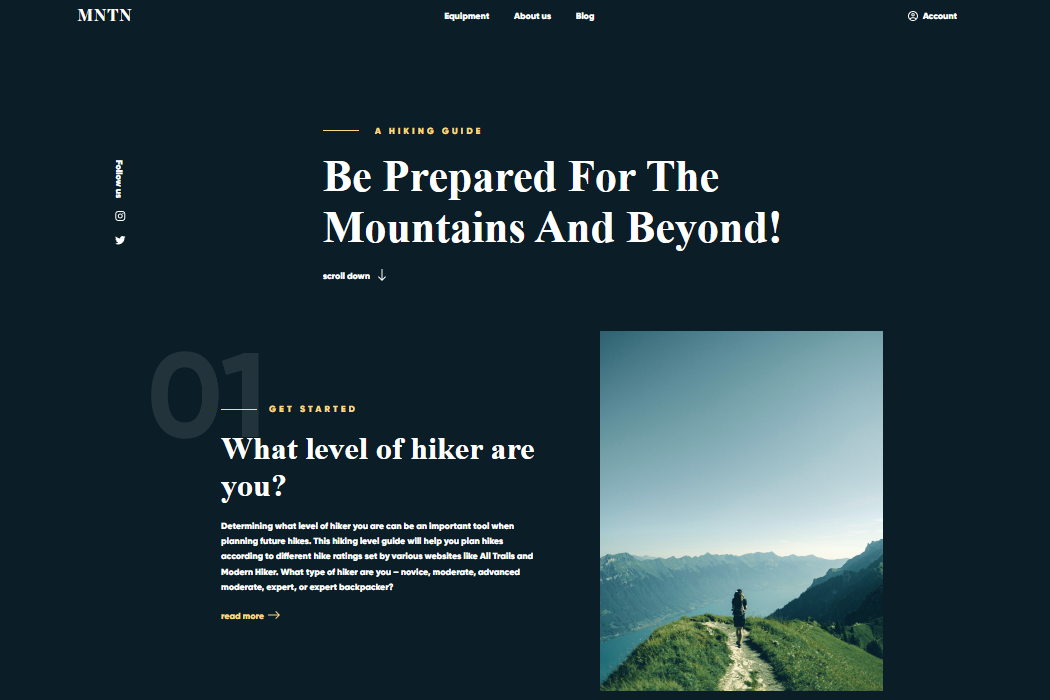 MNTN
Equipment
About us
Blog
Account
Follow us
A HIKING GUIDE
Be Prepared For The
Mountains And Beyond!
scroll down
01
GET STARTED
What level of hiker are
you?
Determining what level of hiker you are can be an important tool when
planning future hikes. This hiking level guide will help you plan hikes
according to different hike ratings set by various websites like All Trails and
Modern Hiker. What type of hiker are you – novice, moderate, advanced
moderate, expert, or expert backpacker?
read more